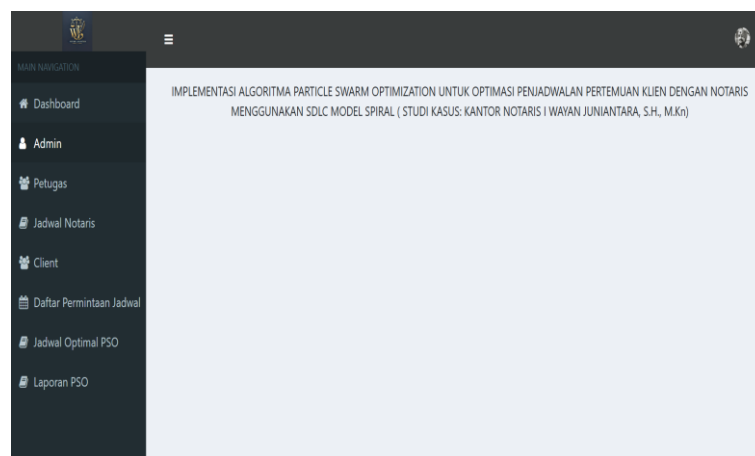 MAIN NAVIGATION
Dashboard
Admin
Petugas
Jadwal Notaris
Client
Daftar Permintaan Jadwal
Jadwal Optimal PSO
Laporan PSO
IMPLEMENTASI ALGORITMA PARTICLE SWARM OPTIMIZATION UNTUK OPTIMASI PENJADWALAN PERTEMUAN KLIEN DENGAN NOTARIS
MENGGUNAKAN SDLC MODEL SPIRAL ( STUDI KASUS: KANTOR NOTARIS I WAYAN JUNIANTARA, S.H., M.Kn)